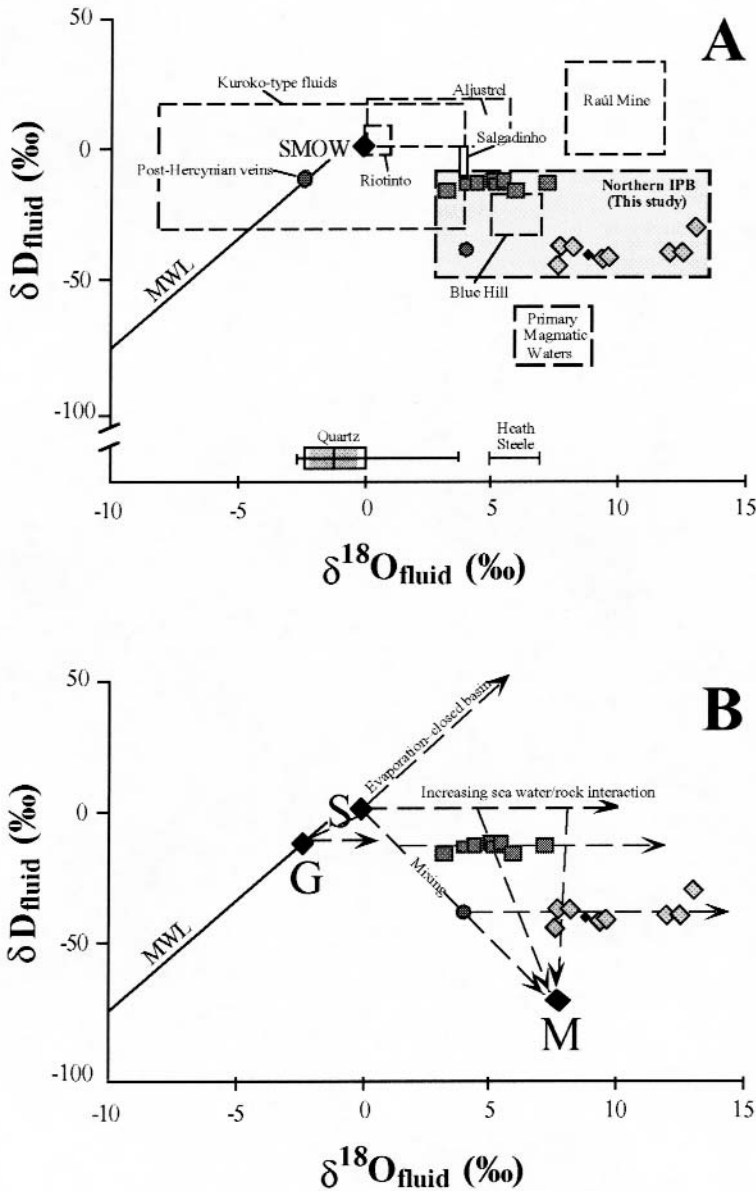 A
50
0
-50
-100
δDfluid (‰)
Kuroko-type fluids
Aljustrel
Raúl Mine
Salgadinho
SMOW
Post-Hercynian veins
Riotinto
Northern IPB
(This study)
MWL
Blue Hill
Primary
Magmatic
Waters
Quartz
Heath
Steele
-10
-5
0
5
10
15
δ18Ofluid (‰)
B
50
0
-50
-100
δDfluid (‰)
Evaporation- closed basin
S
Increasing sea water/rock interaction
G
Mixing
MWL
M
-10
-5
0
5
10
15
δ18Ofluid (‰)